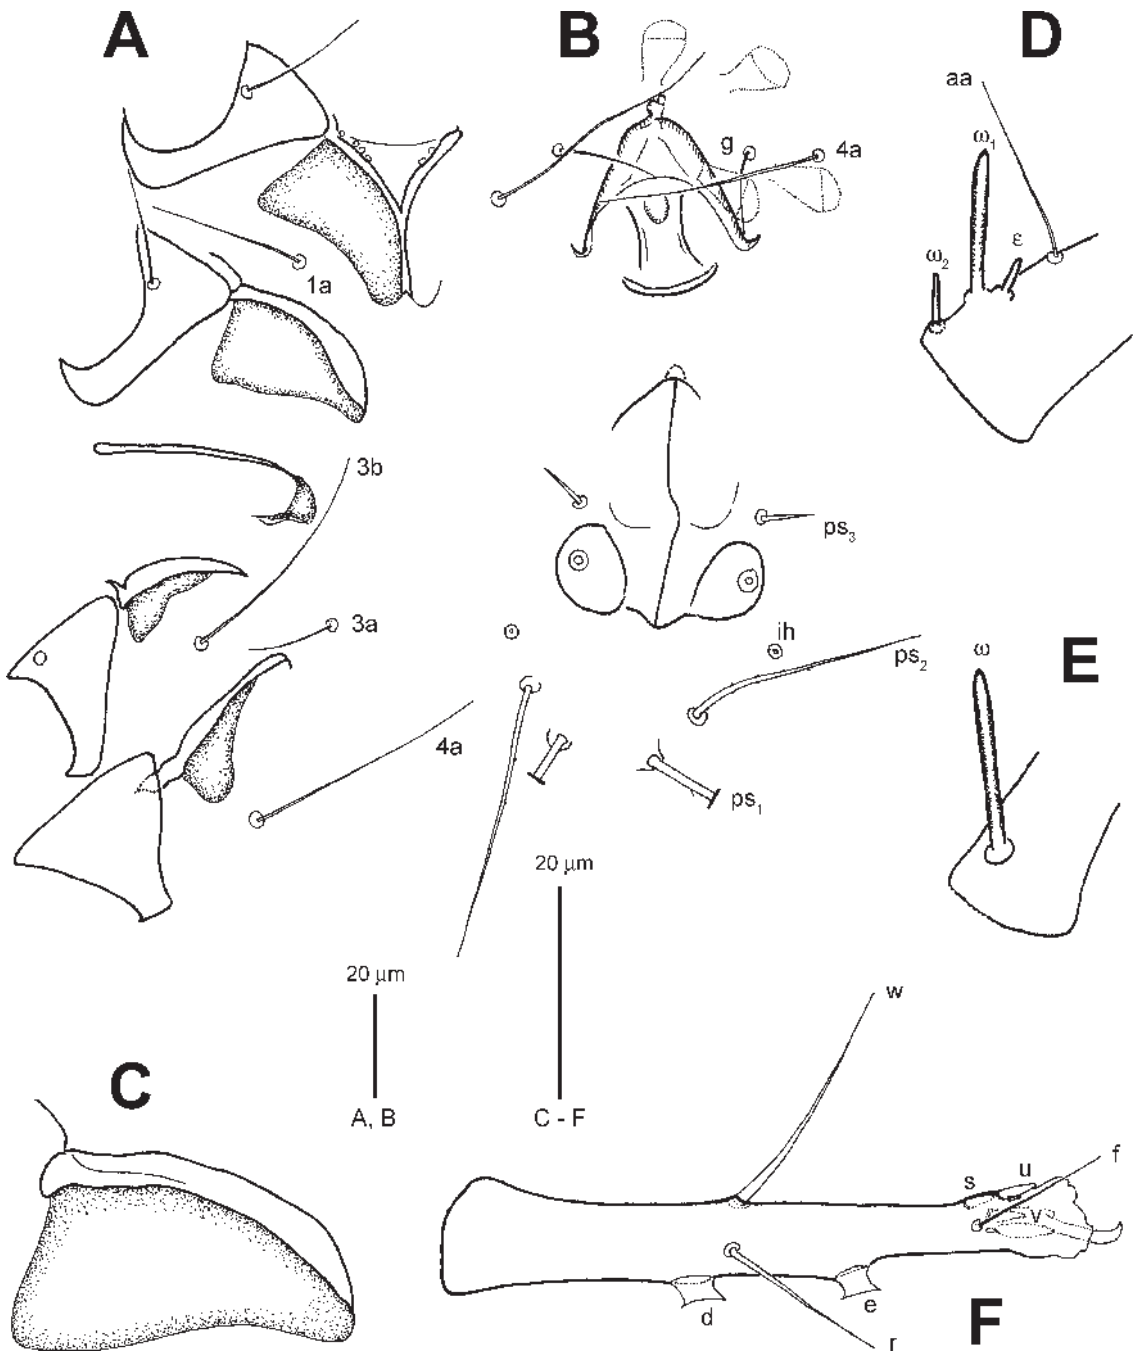 A
B
D
aa
ω1
g
4a
ε
ω2
1a
3b
ps3
3a
ih
ps2
ω
E
4a
ps1
20 µm
20 µm
w
C
A, B
C - F
f
s
u
v
d
e
F
r